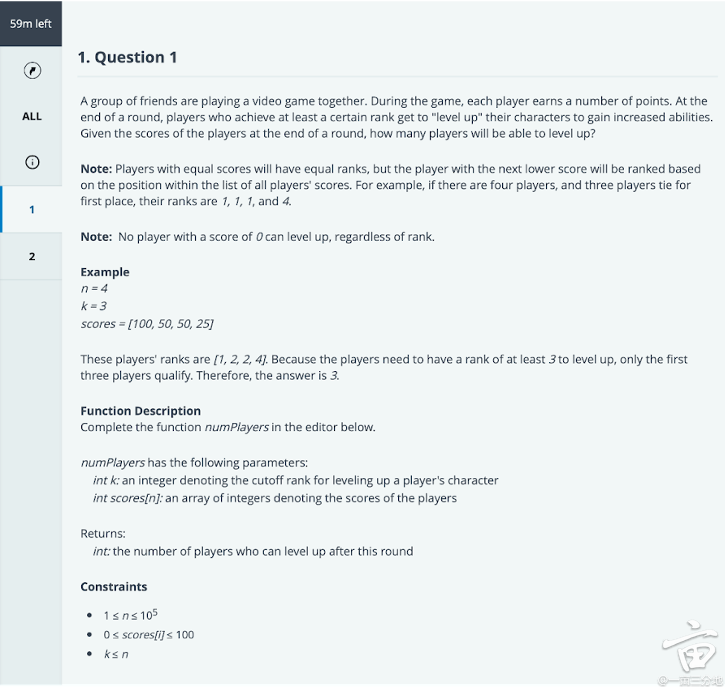 59m left
ALL
1
2
1. Question 1
A group of friends are playing a video game together. During the game, each player earns a number of points. At the
end of a round, players who achieve at least a certain rank get to "level up" their characters to gain increased abilities.
Given the scores of the players at the end of a round, how many players will be able to level up?
Note: Players with equal scores will have equal ranks, but the player with the next lower score will be ranked based
on the position within the list of all players' scores. For example, if there are four players, and three players tie for
first place, their ranks are 1, 1, 1, and 4.
Note: No player with a score of 0 can level up, regardless of rank.
Example
n = 4
k = 3
scores = [100, 50, 50, 25]
These players' ranks are [1, 2, 2, 4]. Because the players need to have a rank of at least 3 to level up, only the first
three players qualify. Therefore, the answer is 3.
Function Description
Complete the function numPlayers in the editor below.
numPlayers has the following parameters:
int k: an integer denoting the cutoff rank for leveling up a player's character
int scores[n]: an array of integers denoting the scores of the players
Returns:
int: the number of players who can level up after this round
Constraints
• 1 ≤ n ≤ 10⁵
• 0 ≤ scores[i] ≤ 100
• k ≤ n